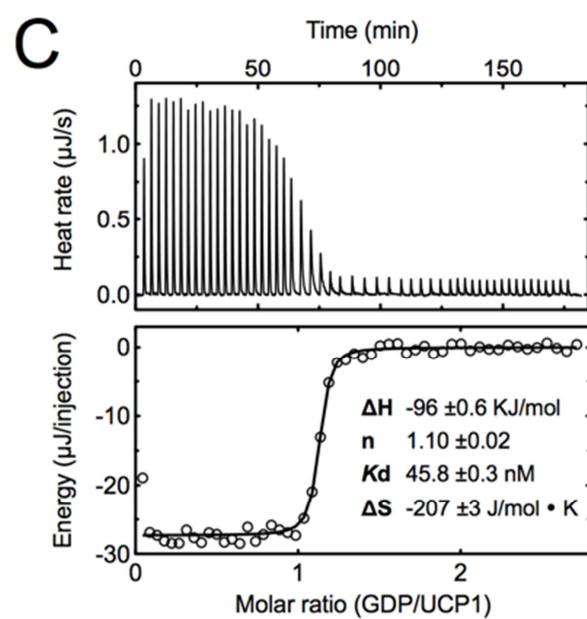 C
Time (min)
0 50 100 150
Heat rate (µJ/s)
1.0
0.5
0.0
Energy (µJ/injection)
0
-10
-20
-30
ΔH -96 ±0.6 KJ/mol
n 1.10 ±0.02
Kd 45.8 ±0.3 nM
ΔS -207 ±3 J/mol • K
0 1 2
Molar ratio (GDP/UCP1)